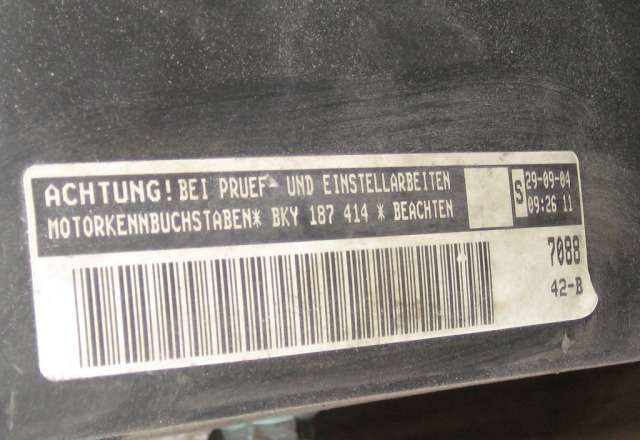 ACHTUNG! BEI PRUEF- UND EINSTELLARBEITEN
MOTORKENNBUCHSTABEN* BKY 187 414 * BEACHTEN
S
29-09-04
09:26 11
7088
42-B